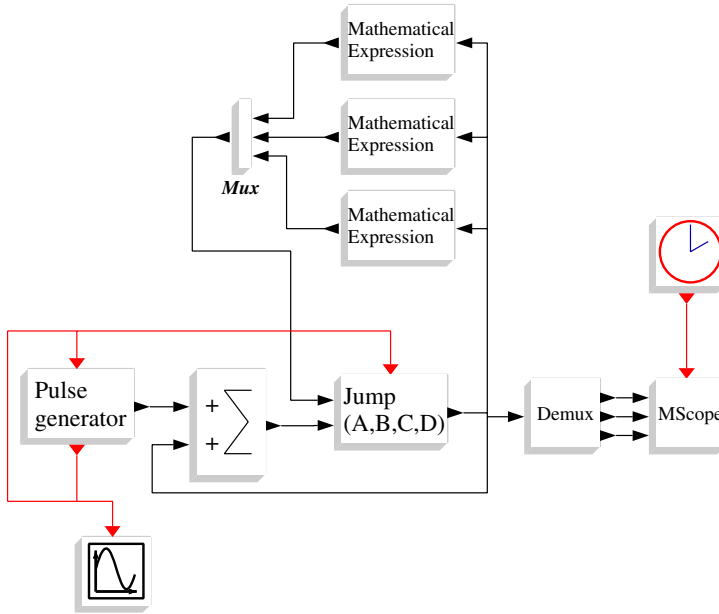 Mathematical
Expression
Mathematical
Expression
Mux
Mathematical
Expression
Pulse
generator
+
+
Jump
(A,B,C,D)
Demux
MScope